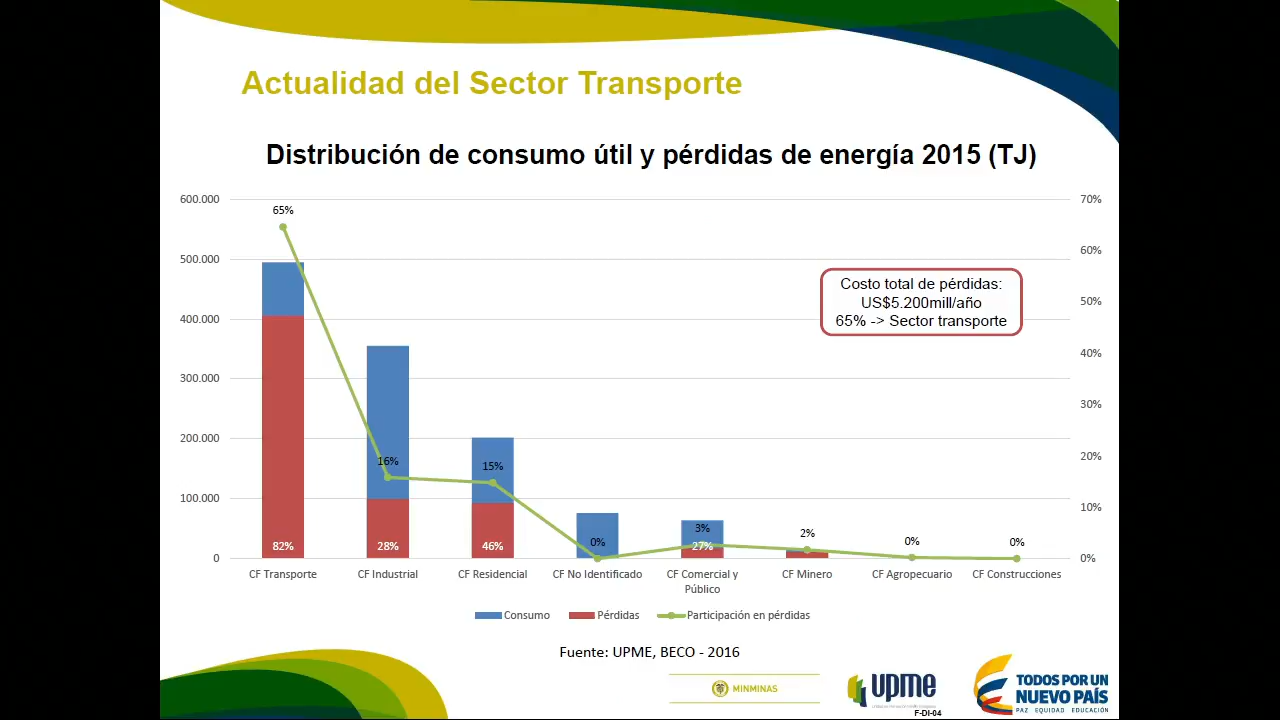 Actualidad del Sector Transporte
Distribución de consumo útil y pérdidas de energía 2015 (TJ)
600.000
500.000
400.000
300.000
200.000
100.000
0
70%
60%
50%
40%
30%
20%
10%
0%
65%
16%
15%
0%
3%
2%
0%
0%
82%
28%
46%
27%
Costo total de pérdidas:
US$5.200mill/año
65% -> Sector transporte
CF Transporte
CF Industrial
CF Residencial
CF No Identificado
CF Comercial y
Público
CF Minero
CF Agropecuario
CF Construcciones
Consumo
Pérdidas
Participación en pérdidas
Fuente: UPME, BECO - 2016
MINMINAS
upme
F-DI-04
TODOS POR UN
NUEVO PAÍS
PAZ EQUIDAD EDUCACIÓN